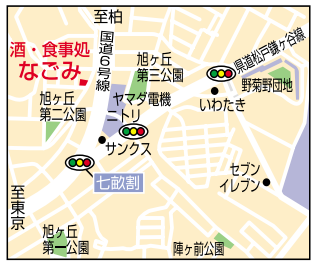 至柏
国道6号線
酒・食事処
なごみ
旭ヶ丘
第三公園
県道松戸鎌ヶ谷線
ヤマダ電機
ニトリ
いわたき
野菊野団地
旭ヶ丘
第二公園
サンクス
七畝割
セブン
イレブン
至東京
旭ヶ丘
第一公園
陣ヶ前公園